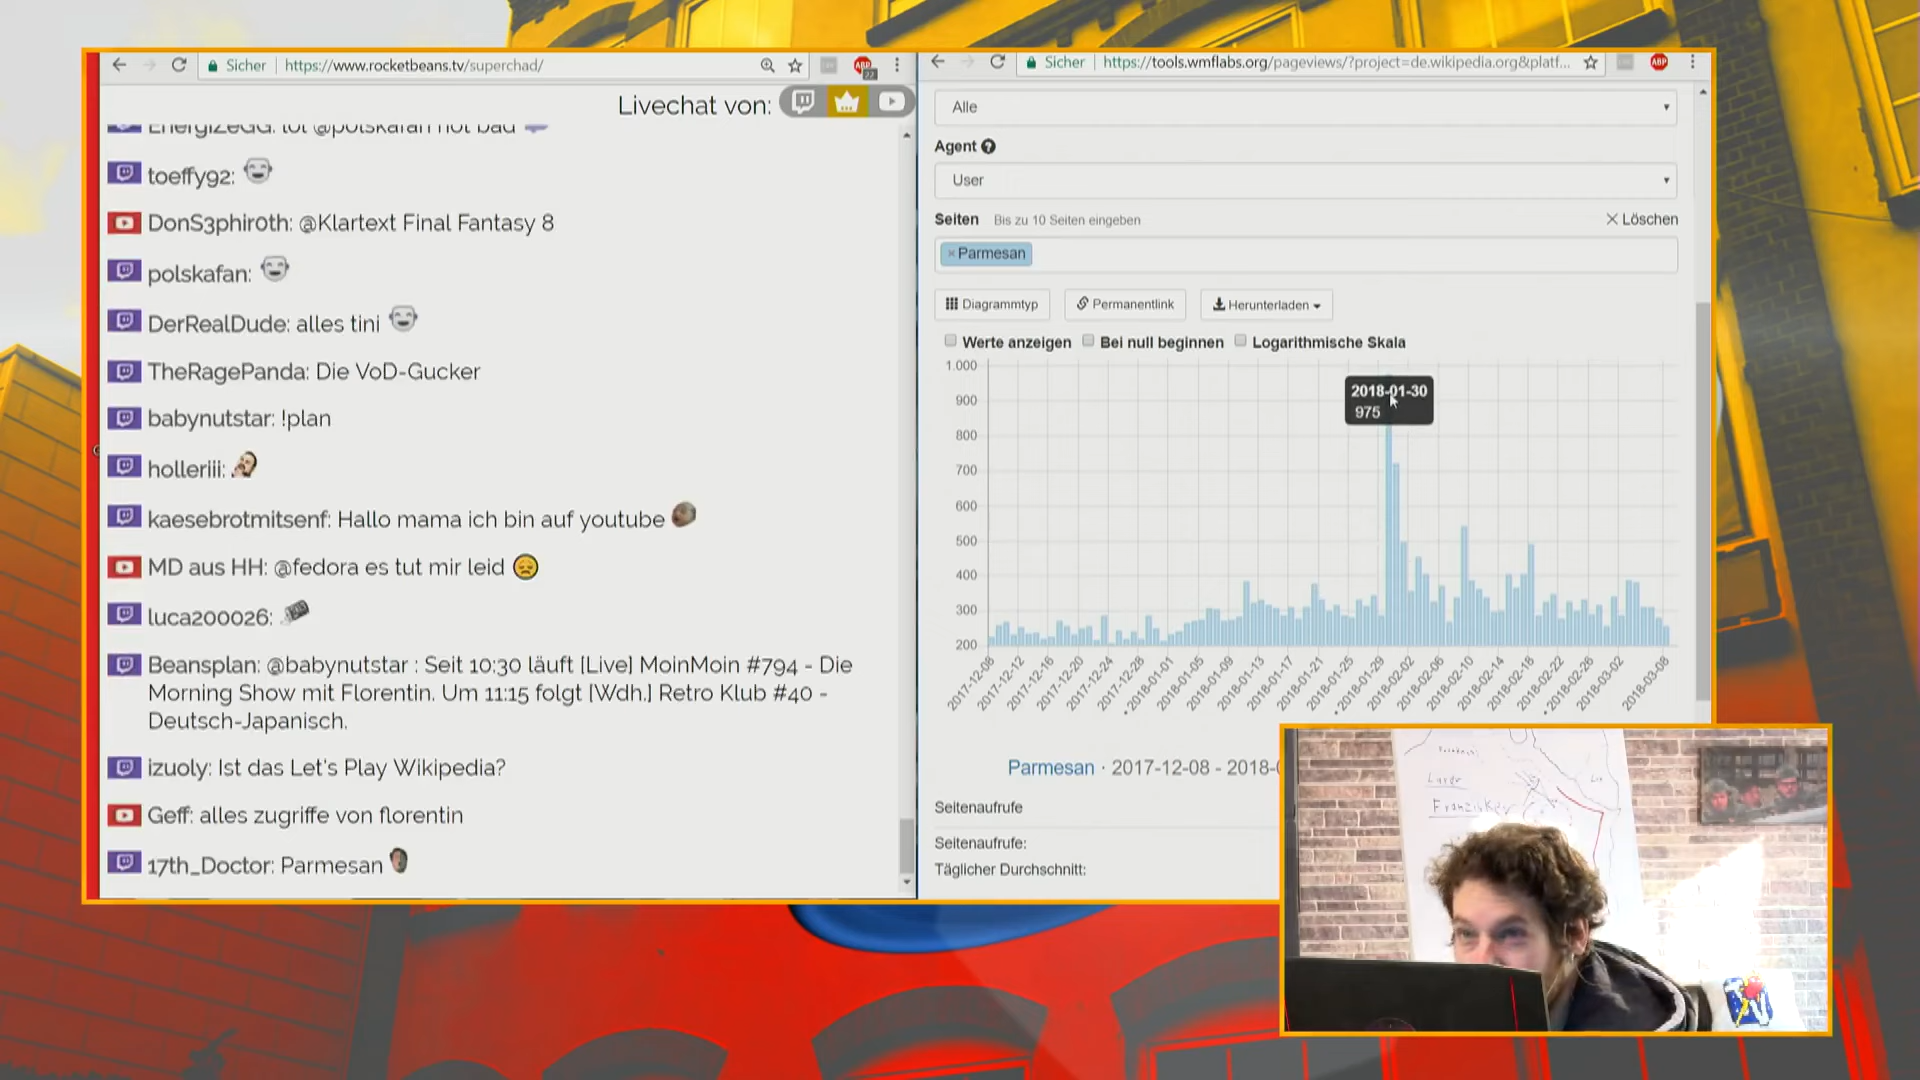 Sicher https://www.rocketbeans.tv/superchad/
Livechat von:
toeffy92:
DonS3phir0th: @Klartext Final Fantasy 8
polskafan:
DerRealDude: alles tini
TheRagePanda: Die VoD-Gucker
babynutstar: !plan
holleriii:
kaesebrotmitsenf: Hallo mama ich bin auf youtube
MD aus HH: @fedora es tut mir leid
luca200026:
Beansplan: @babynutstar : Seit 10:30 läuft [Live] MoinMoin #794 - Die
Morning Show mit Florentin. Um 11:15 folgt [Wdh.] Retro Klub #40 -
Deutsch-Japanisch.
izuoly: Ist das Let's Play Wikipedia?
Geff: alles zugriffe von florentin
17th_Doctor: Parmesan
Sicher https://tools.wmflabs.org/pageviews/?project=de.wikipedia.org&platf...
ABP
Alle
Agent
User
Seiten Bis zu 10 Seiten eingeben × Löschen
× Parmesan
Diagrammtyp Permanentlink Herunterladen
Werte anzeigen Bei null beginnen Logarithmische Skala
1.000
900
800
700
600
500
400
300
200
2018-01-30
975
2017-12-08
2017-12-12
2017-12-16
2017-12-20
2017-12-24
2017-12-28
2018-01-01
2018-01-05
2018-01-09
2018-01-13
2018-01-17
2018-01-21
2018-01-25
2018-01-29
2018-02-02
2018-02-06
2018-02-10
2018-02-14
2018-02-18
2018-02-22
2018-02-26
2018-03-02
2018-03-08
Parmesan · 2017-12-08 - 2018-0
Seitenaufrufe
Seitenaufrufe:
Täglicher Durchschnitt: